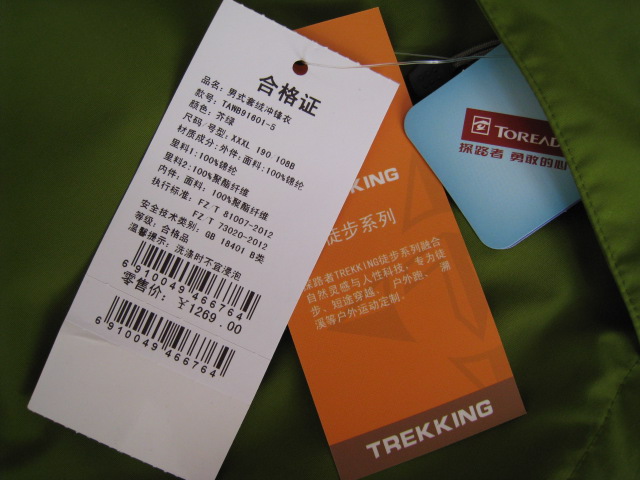 合格证
品名: 男式套绒冲锋衣
款号: TAWB91601-5
颜色: 芥绿
尺码/号型: XXXL 190 108B
材质成分: 外件: 面料:100%锦纶
里料1:100%锦纶
里料2:100%聚酯纤维
内件: 面料: 100%聚酯纤维
执行标准: FZ/T 81007-2012
FZ/T 73020-2012
安全技术类别: GB 18401 B类
等级: 合格品
温馨提示: 洗涤时不宜浸泡
6910049466764
零售价: ¥1269.00
6910049466764
KING
徒步系列
探路者TREKKING徒步系列融合
自然灵感与人性科技, 专为徒
步、短途穿越、户外跑、溯
溪等户外运动定制.
TREKKING
TOREAD
探路者 勇敢的心